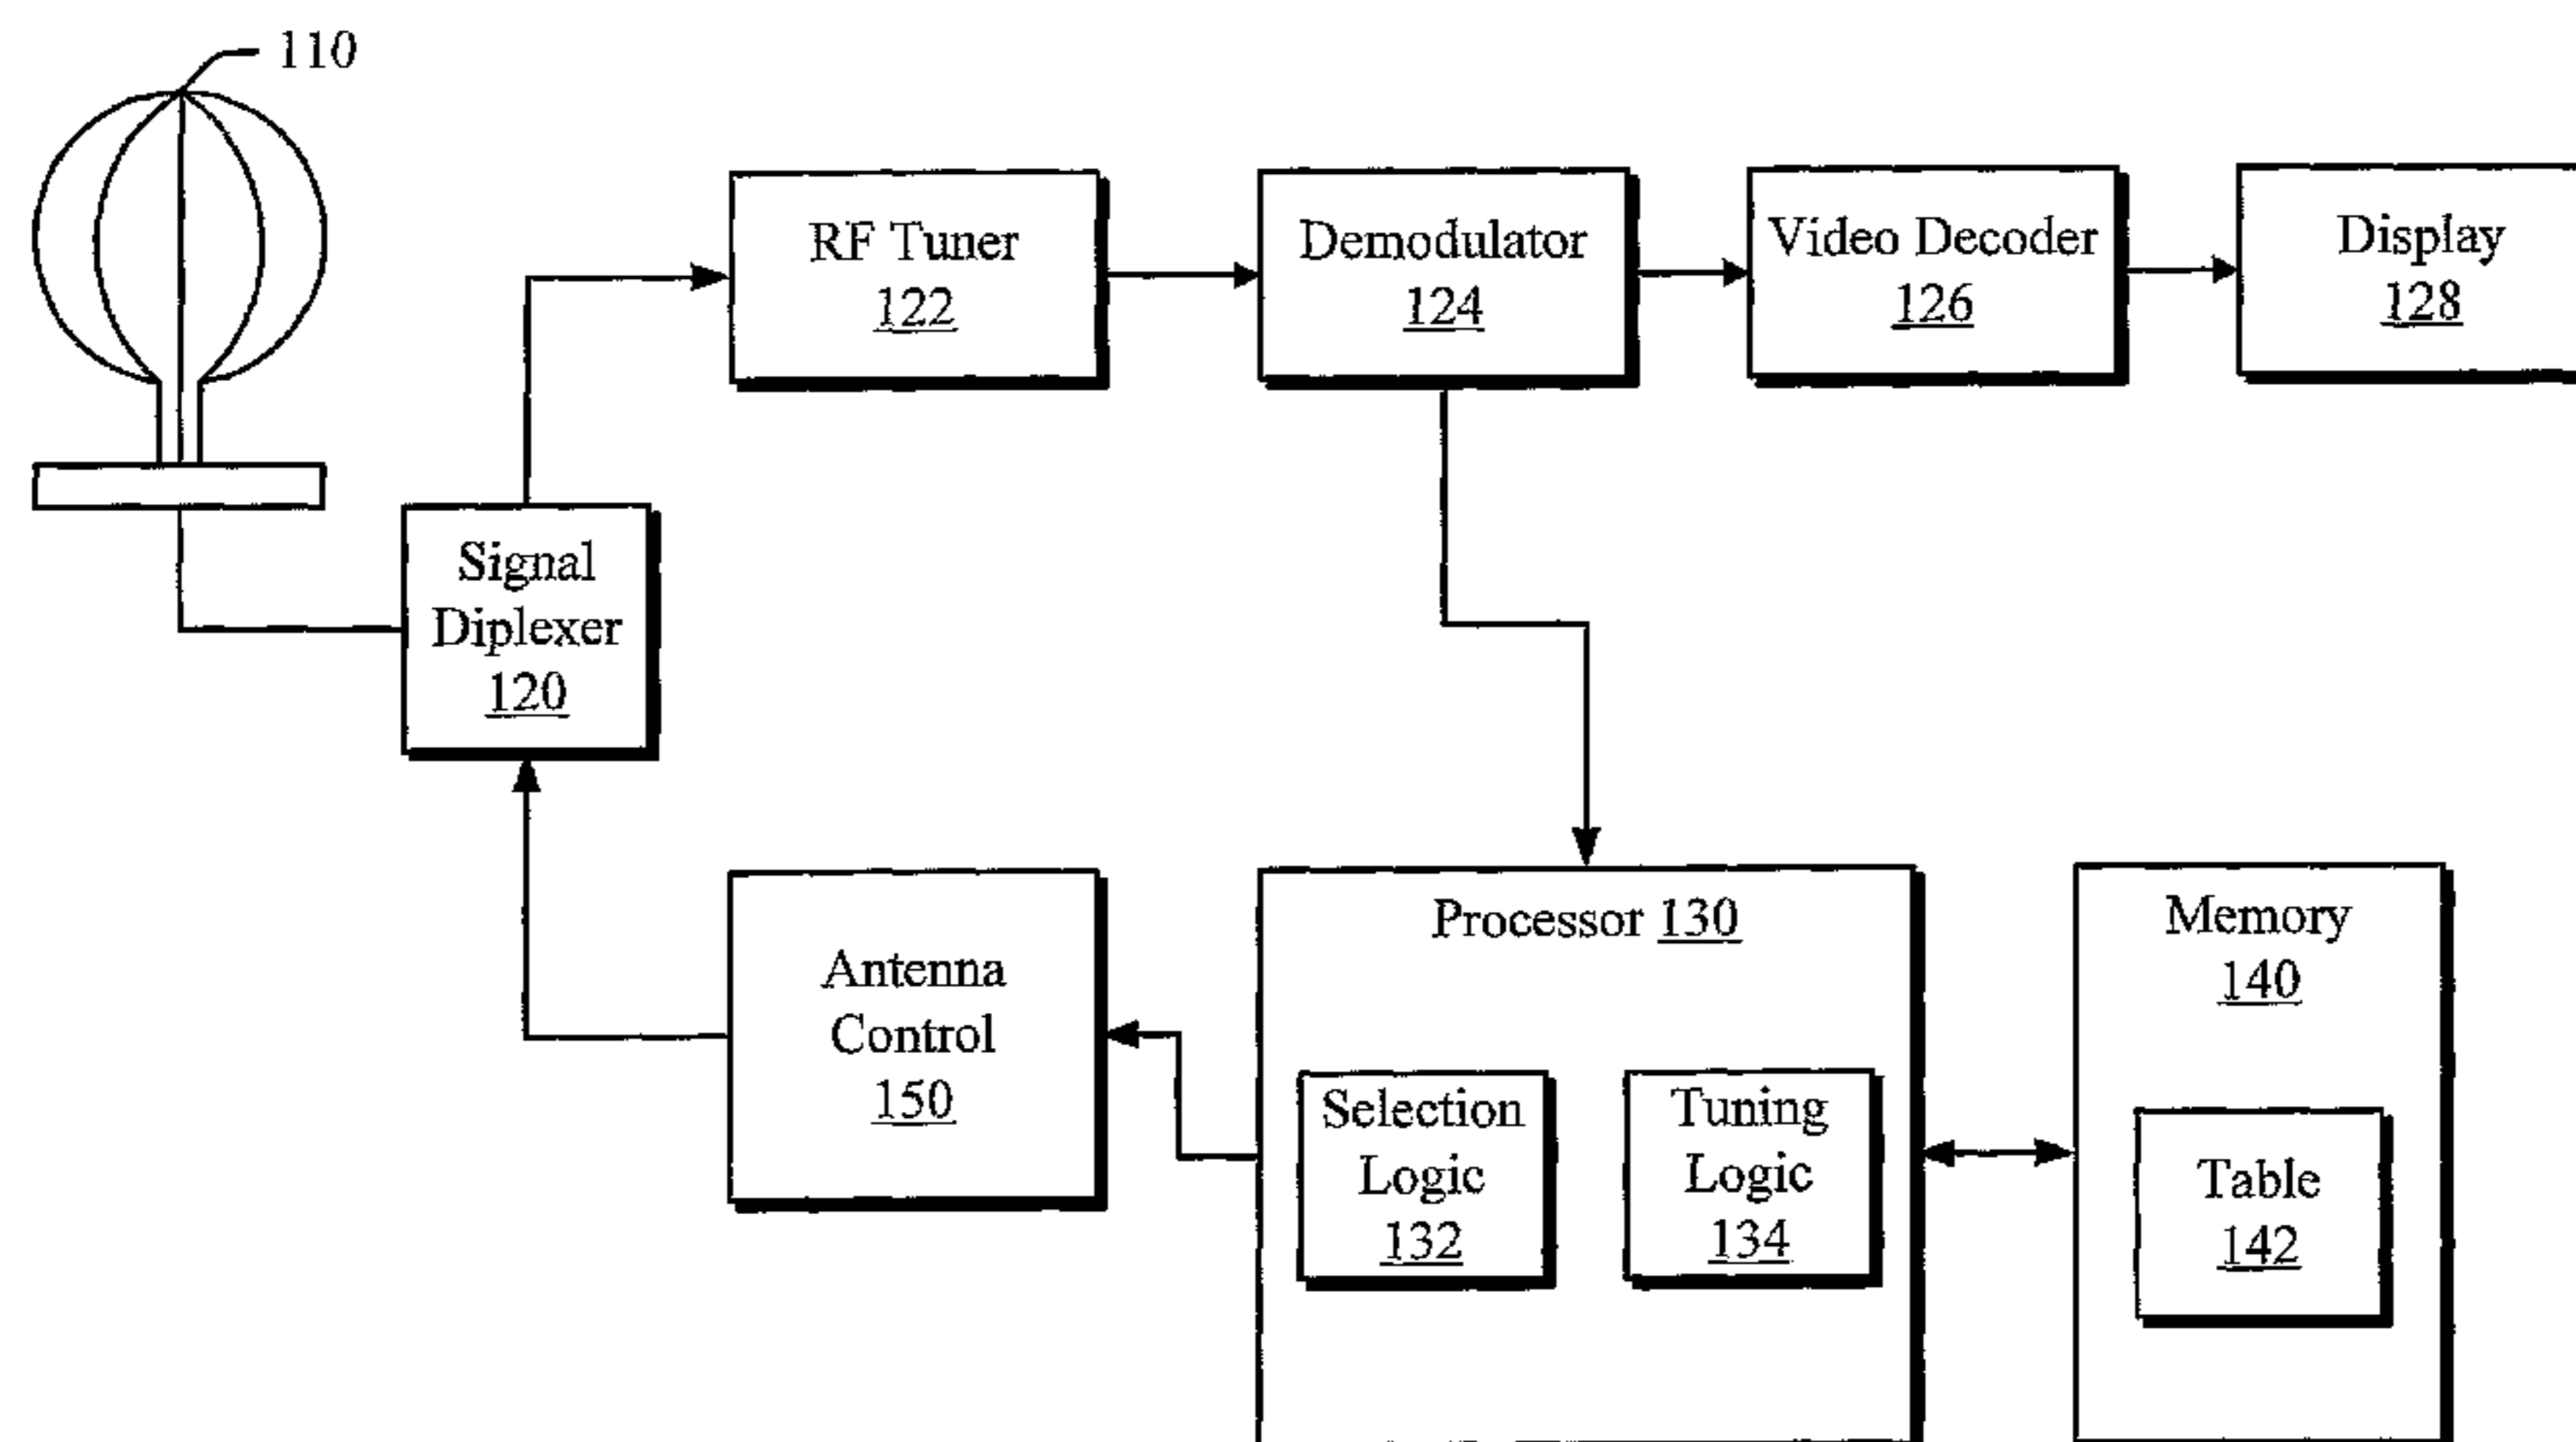 110
RF Tuner
122
Demodulator
124
Video Decoder
126
Display
128
Signal
Diplexer
120
Antenna
Control
150
Processor 130
Selection
Logic
132
Tuning
Logic
134
Memory
140
Table
142